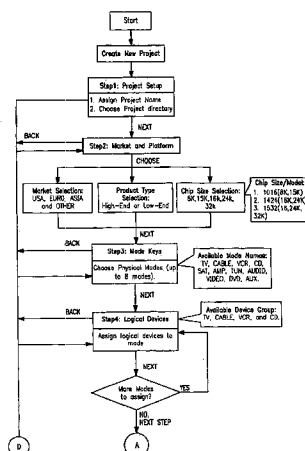 Start
Create New Project
Step1: Project Setup
1. Assign Project Name
2. Choose Project directory
NEXT
BACK
Step2: Market and Platform
CHOOSE
Market Selection:
USA, EURO, ASIA
and OTHER
Product Type
Selection:
High-End or Low-End
Chip Size Selection:
8K,15K,16k,24k,
32k
Chip Size/Model:
1. 1016(8K,15K)
2. 1424(16K,24K)
3. 1532(16,24K,
32K)
NEXT
BACK
Step3: Mode Keys
Choose Physical Modes (up
to 8 modes).
Available Mode Names:
TV, CABLE, VCR, CD,
SAT, AMP, TUN, AUDIO,
VIDEO, DVD, AUX.
NEXT
BACK
Step4: Logical Devices
Assign logical devices to
mode
Available Device Group:
TV, CABLE, VCR, and CD.
NEXT
More Modes
to assign?
YES
NO,
NEXT STEP
D
A